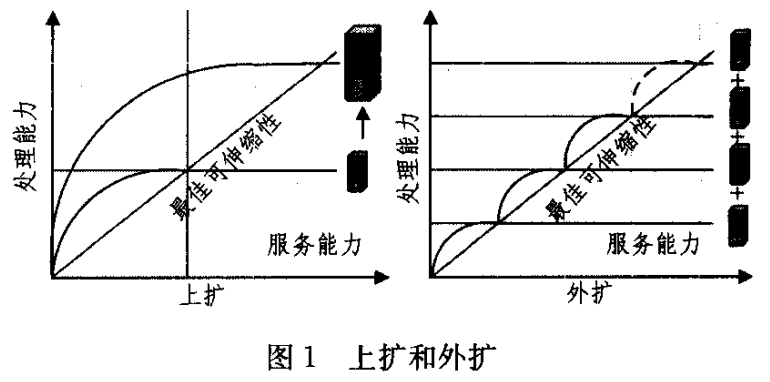 处理能力
最佳可伸缩性
服务能力
上扩
处理能力
最佳可伸缩性
服务能力
外扩
+
+
+
图1 上扩和外扩